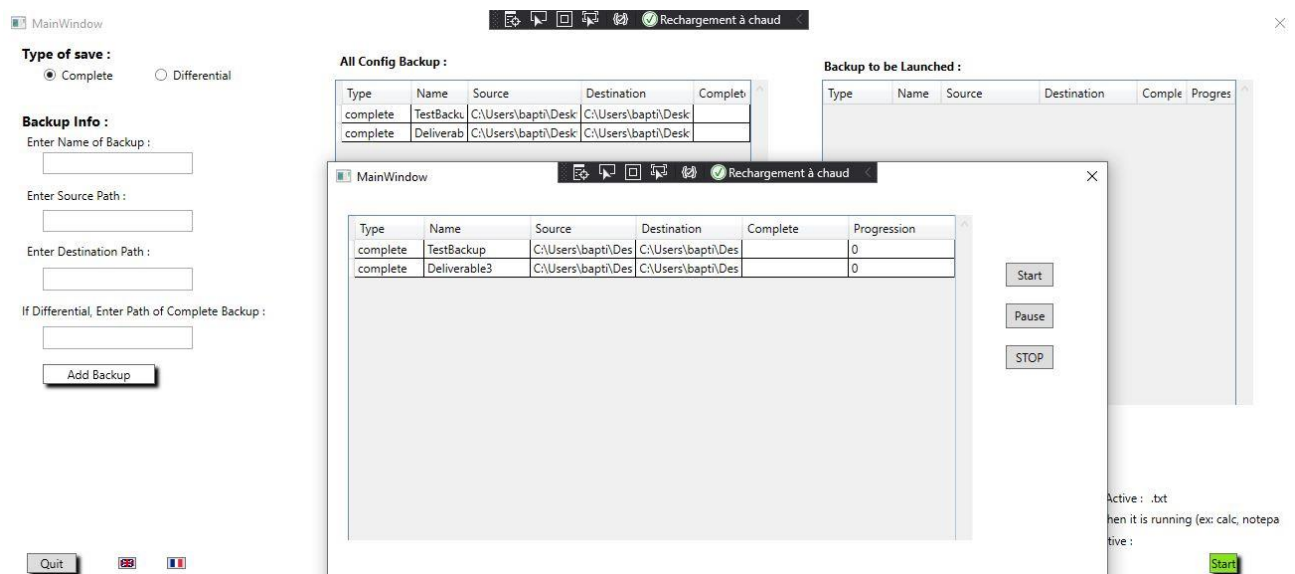 MainWindow
Rechargement à chaud
Type of save :
Complete
Differential
Backup Info :
Enter Name of Backup :
Enter Source Path :
Enter Destination Path :
If Differential, Enter Path of Complete Backup :
Add Backup
Quit
All Config Backup :
Type Name Source Destination Complet
complete TestBacku C:\Users\bapti\Desk C:\Users\bapti\Desk
complete Deliverab C:\Users\bapti\Desk C:\Users\bapti\Desk
Backup to be Launched :
Type Name Source Destination Comple Progres
MainWindow
Rechargement à chaud
Type Name Source Destination Complete Progression
complete TestBackup C:\Users\bapti\Des C:\Users\bapti\Des 0
complete Deliverable3 C:\Users\bapti\Des C:\Users\bapti\Des 0
Start
Pause
STOP
Active : .txt
hen it is running (ex: calc, notepa
tive :
Start